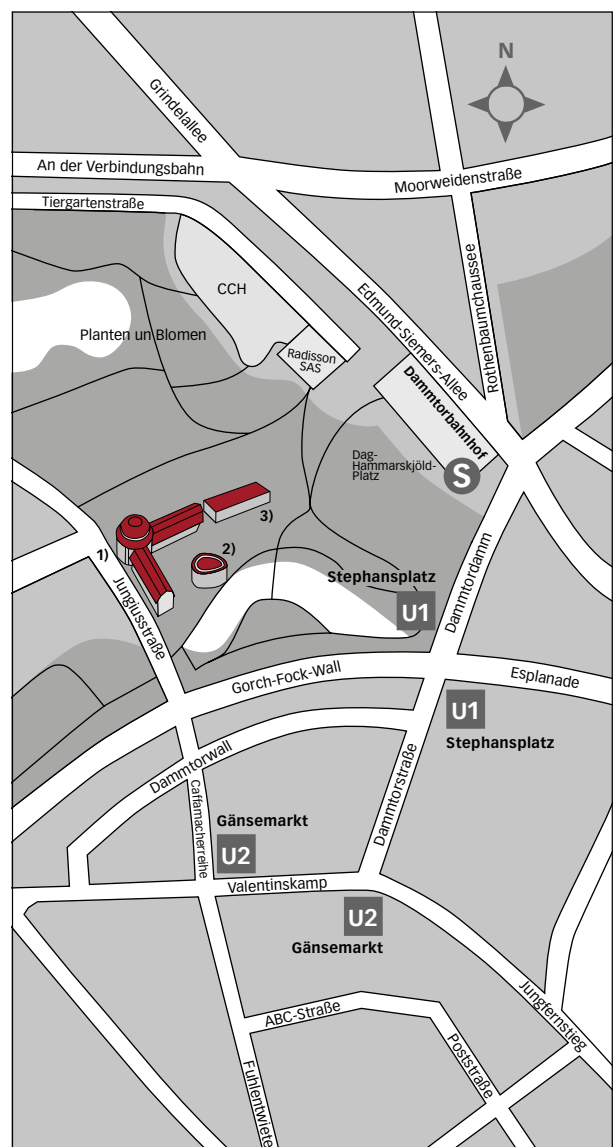 N
Grindelallee
An der Verbindungsbahn
Moorweidenstraße
Tiergartenstraße
CCH
Edmund-Siemers-Allee
Rothenbaumchaussee
Planten un Blomen
Radisson
SAS
Dammtorbahnhof
Dag-
Hammarskjöld-
Platz
S
3)
1)
2)
Stephansplatz
U1
Jungiusstraße
Dammtordamm
Gorch-Fock-Wall
Esplanade
U1
Stephansplatz
Dammtorwall
Dammtorstraße
Caffamacherreihe
Gänsemarkt
U2
Valentinskamp
U2
Gänsemarkt
Jungfernstieg
ABC-Straße
Poststraße
Fuhlentwiete